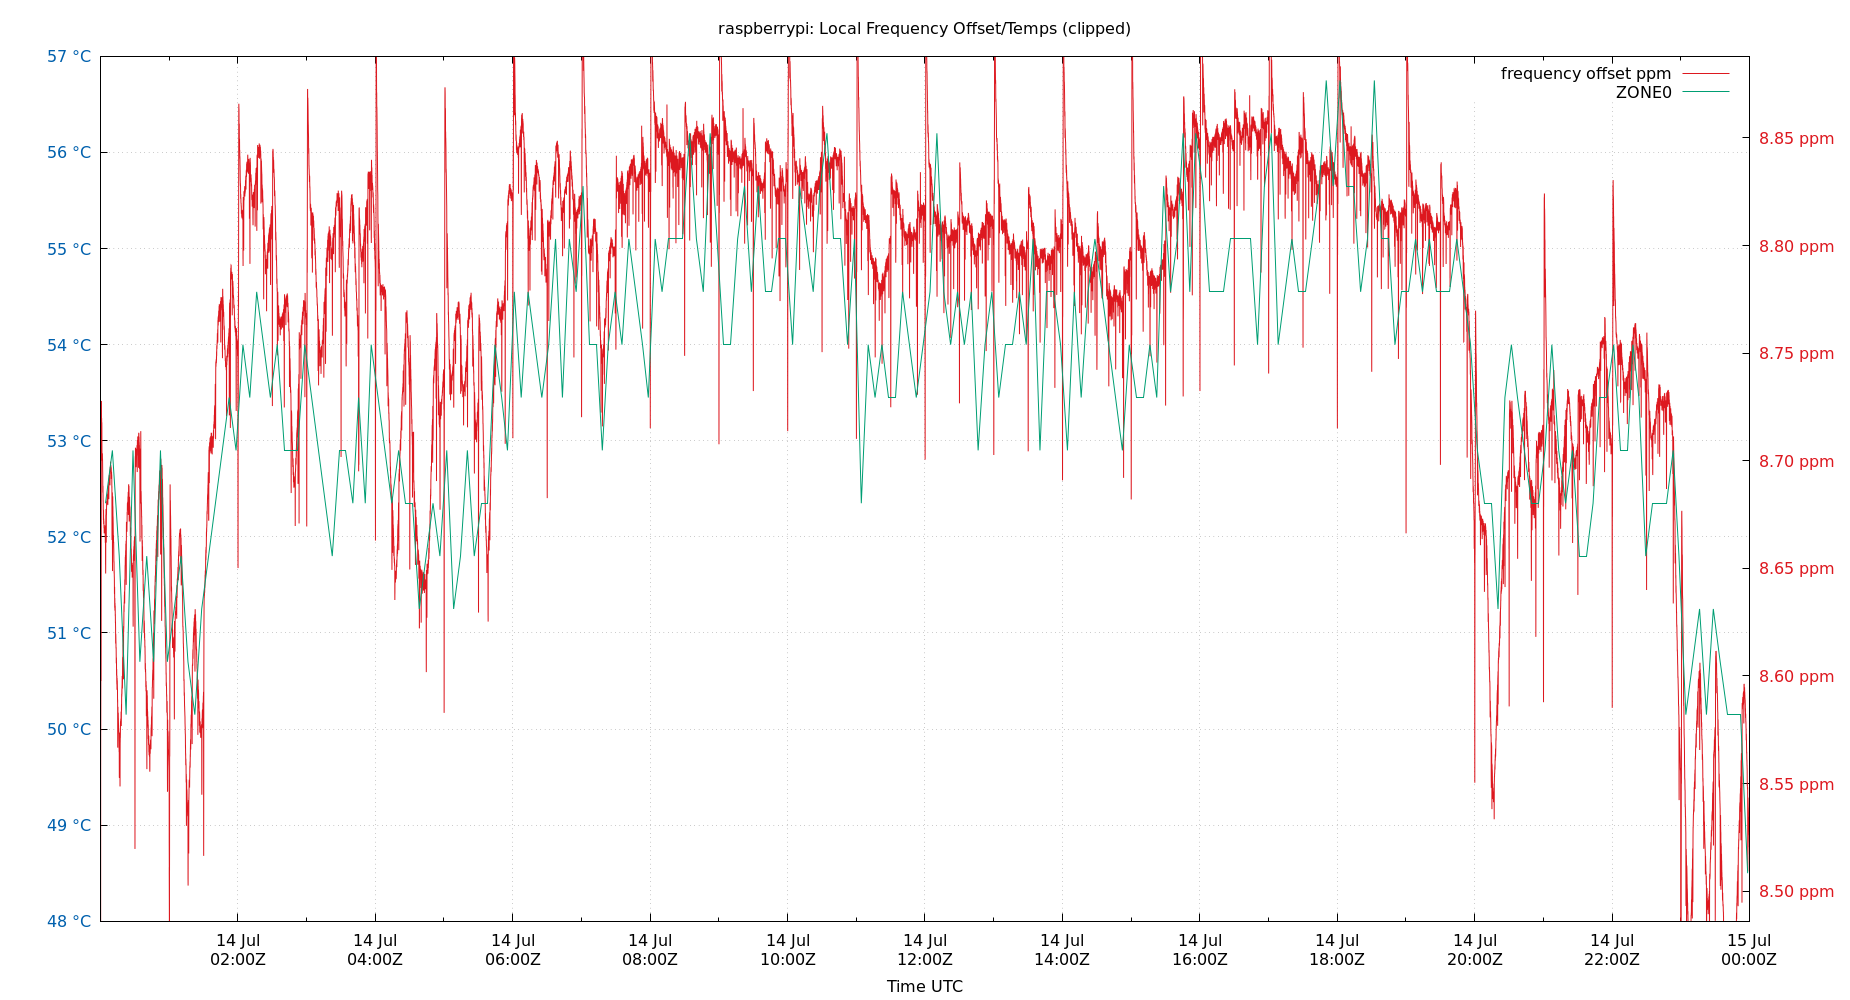 raspberrypi: Local Frequency Offset/Temps (clipped)
frequency offset ppm
ZONE0
57 °C
56 °C
55 °C
54 °C
53 °C
52 °C
51 °C
50 °C
49 °C
48 °C
8.85 ppm
8.80 ppm
8.75 ppm
8.70 ppm
8.65 ppm
8.60 ppm
8.55 ppm
8.50 ppm
14 Jul
02:00Z
14 Jul
04:00Z
14 Jul
06:00Z
14 Jul
08:00Z
14 Jul
10:00Z
14 Jul
12:00Z
14 Jul
14:00Z
14 Jul
16:00Z
14 Jul
18:00Z
14 Jul
20:00Z
14 Jul
22:00Z
15 Jul
00:00Z
Time UTC